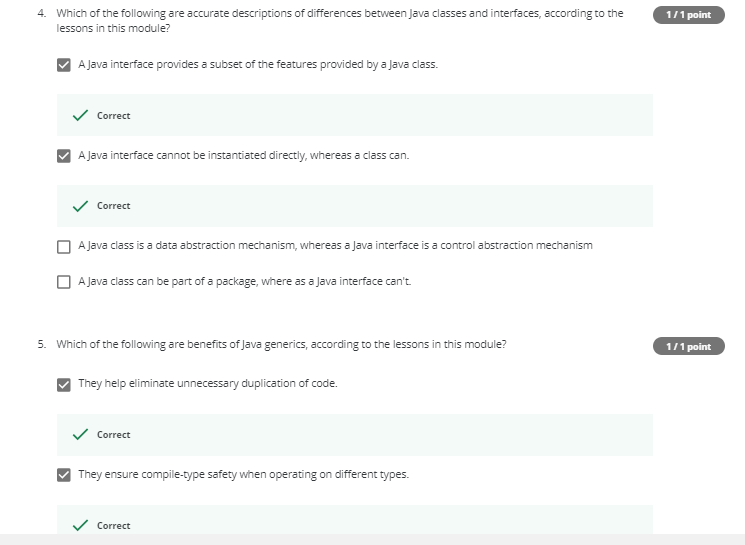 4. Which of the following are accurate descriptions of differences between Java classes and interfaces, according to the
lessons in this module?
1 / 1 point
A Java interface provides a subset of the features provided by a Java class.
Correct
A Java interface cannot be instantiated directly, whereas a class can.
Correct
A Java class is a data abstraction mechanism, whereas a Java interface is a control abstraction mechanism
A Java class can be part of a package, where as a Java interface can't.
5. Which of the following are benefits of Java generics, according to the lessons in this module?
1 / 1 point
They help eliminate unnecessary duplication of code.
Correct
They ensure compile-type safety when operating on different types.
Correct